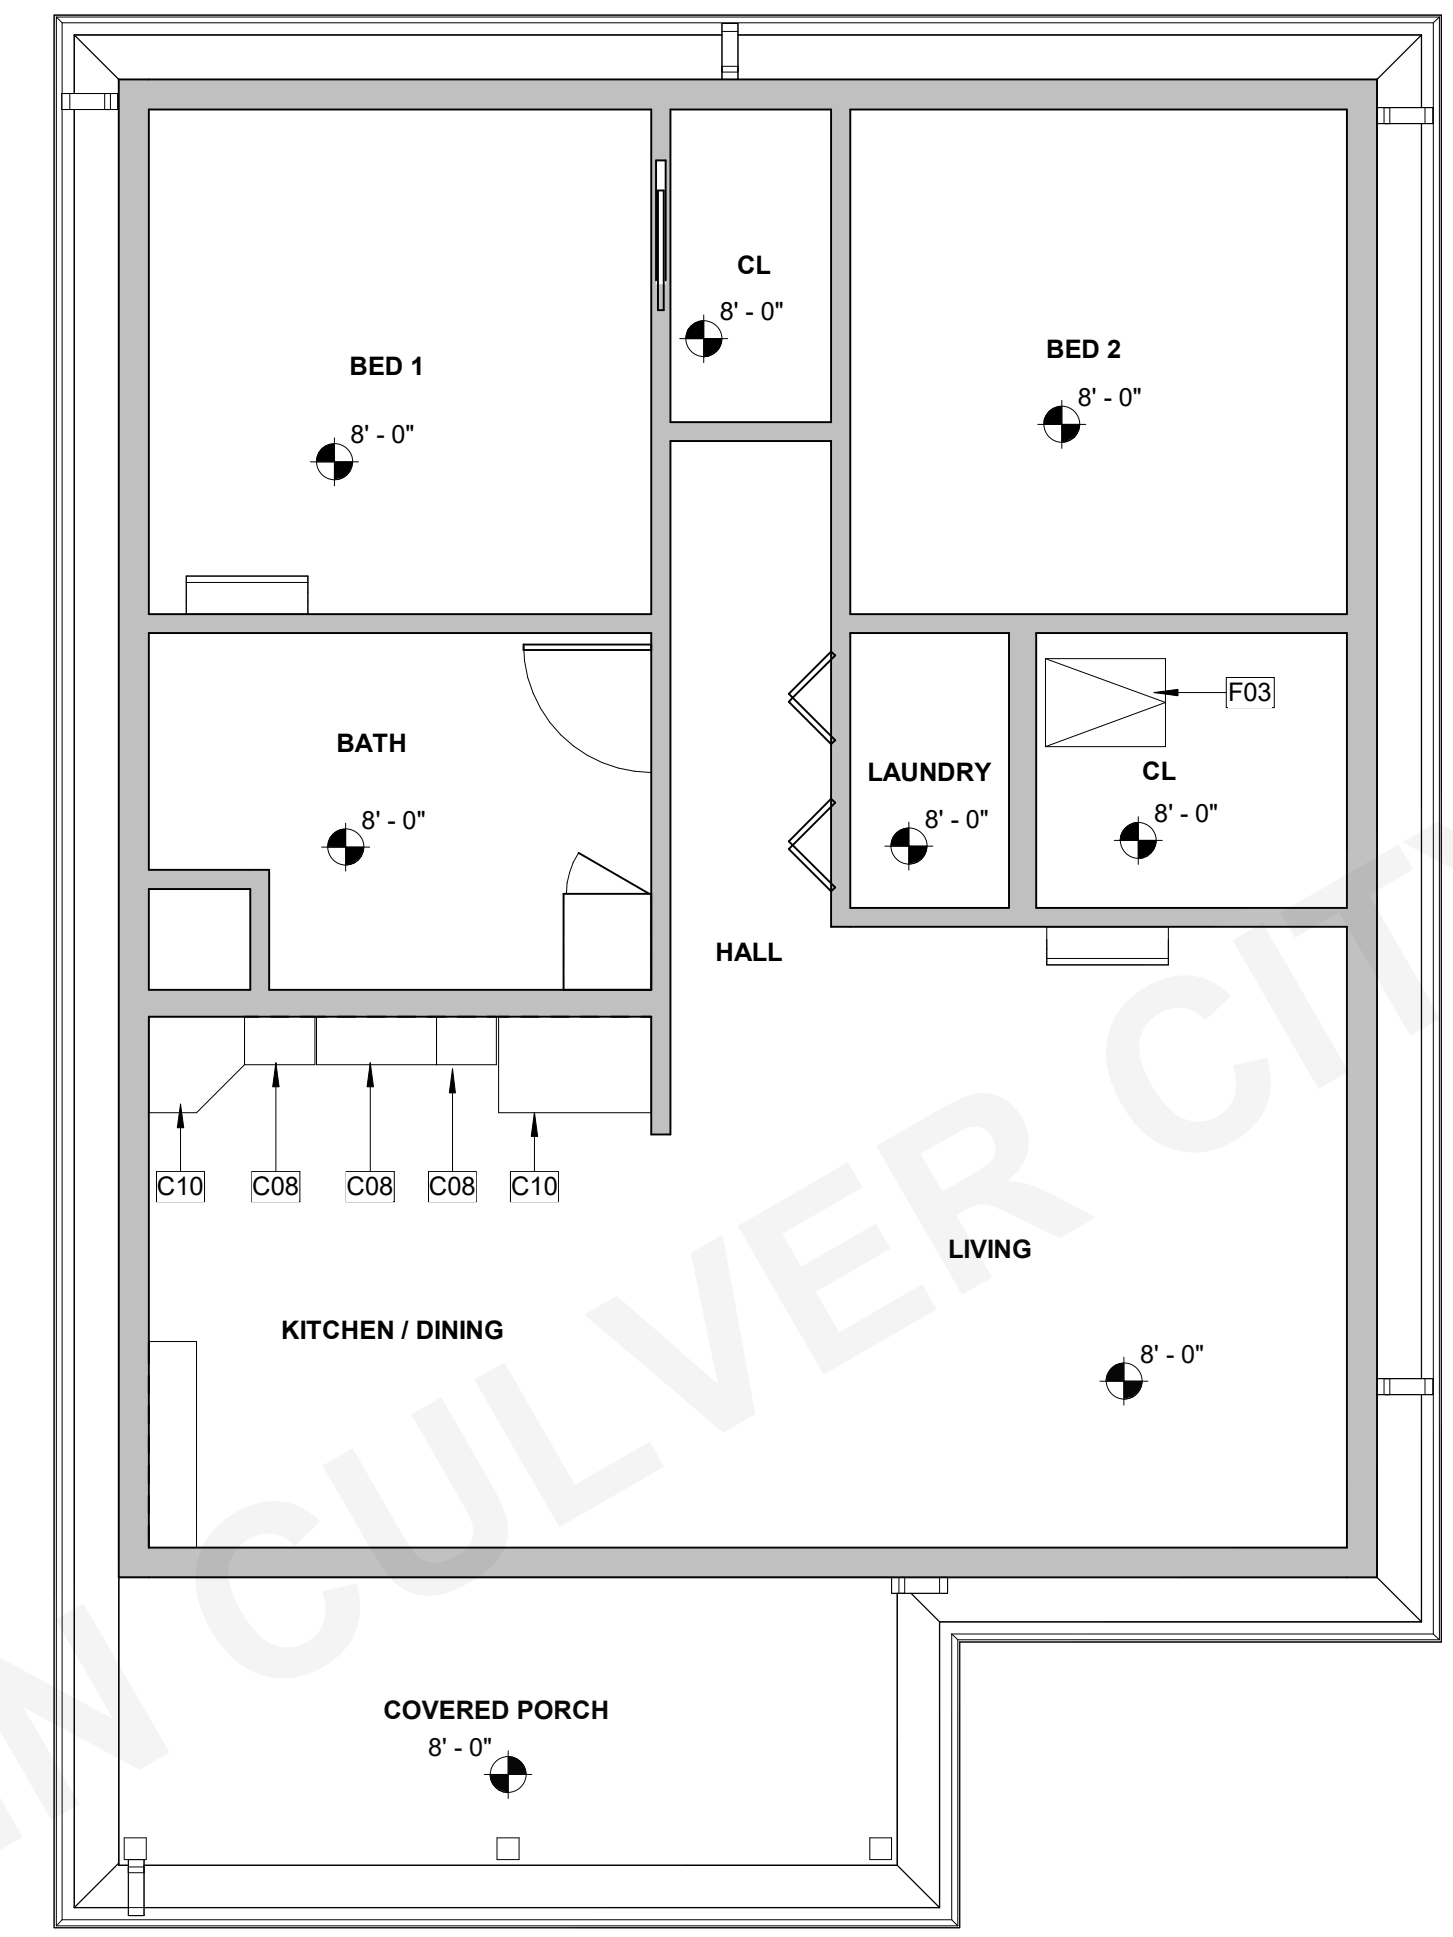 CL
8' - 0"
BED 2
8' - 0"
BED 1
8' - 0"
F03
BATH
8' - 0"
LAUNDRY
8' - 0"
CL
8' - 0"
HALL
C10
C08
C08
C08
C10
LIVING
8' - 0"
KITCHEN / DINING
COVERED PORCH
8' - 0"
N CULVER CITY